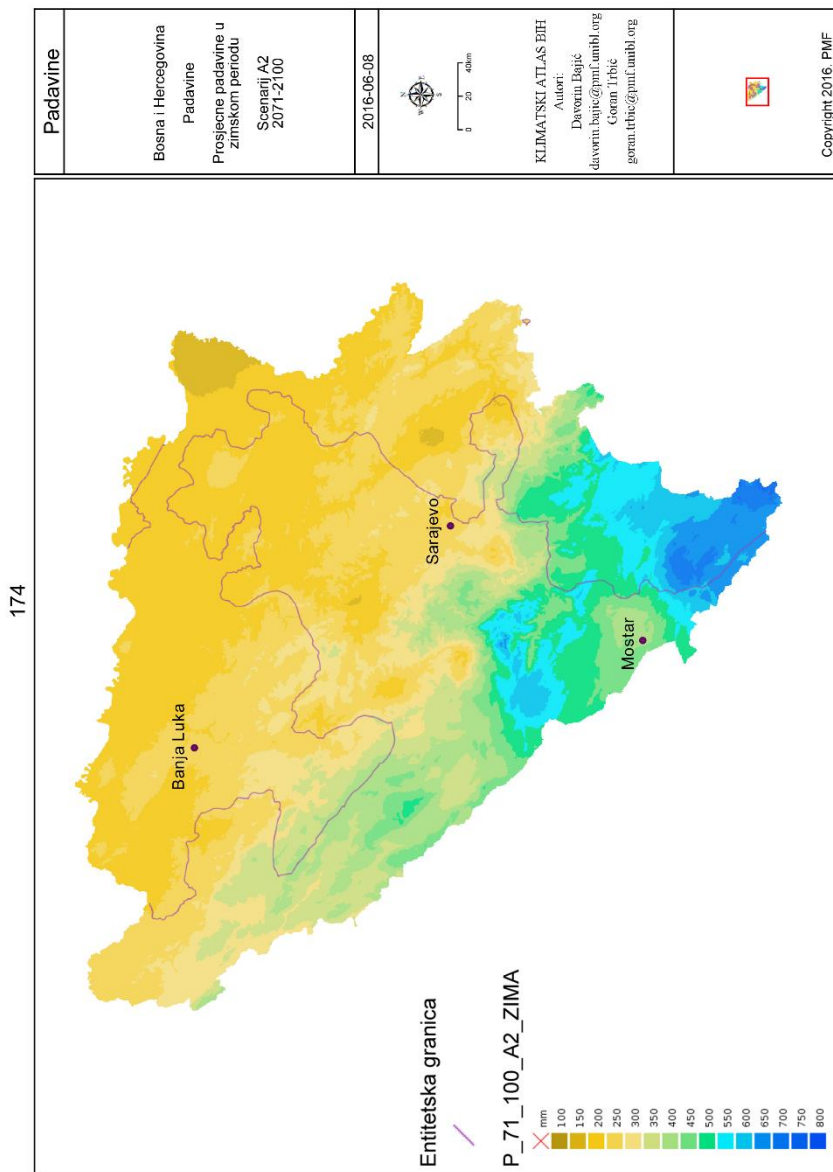 174
Padavine
Bosna i Hercegovina
Padavine
Prosjecne padavine u
zimskom periodu
Scenarij A2
2071-2100
2016-06-08
N
W E
S
0 20 40km
KLIMATSKI ATLAS BIH
Autori:
Davorin Bajić
davorin.bajic@pmf.unibl.org
Goran Trbić
goran.trbic@pmf.unibl.org
Copyright 2016. PMF
Banja Luka
Sarajevo
Mostar
Entitetska granica
P_71_100_A2_ZIMA
mm
100
150
200
250
300
350
400
450
500
550
600
650
700
750
800